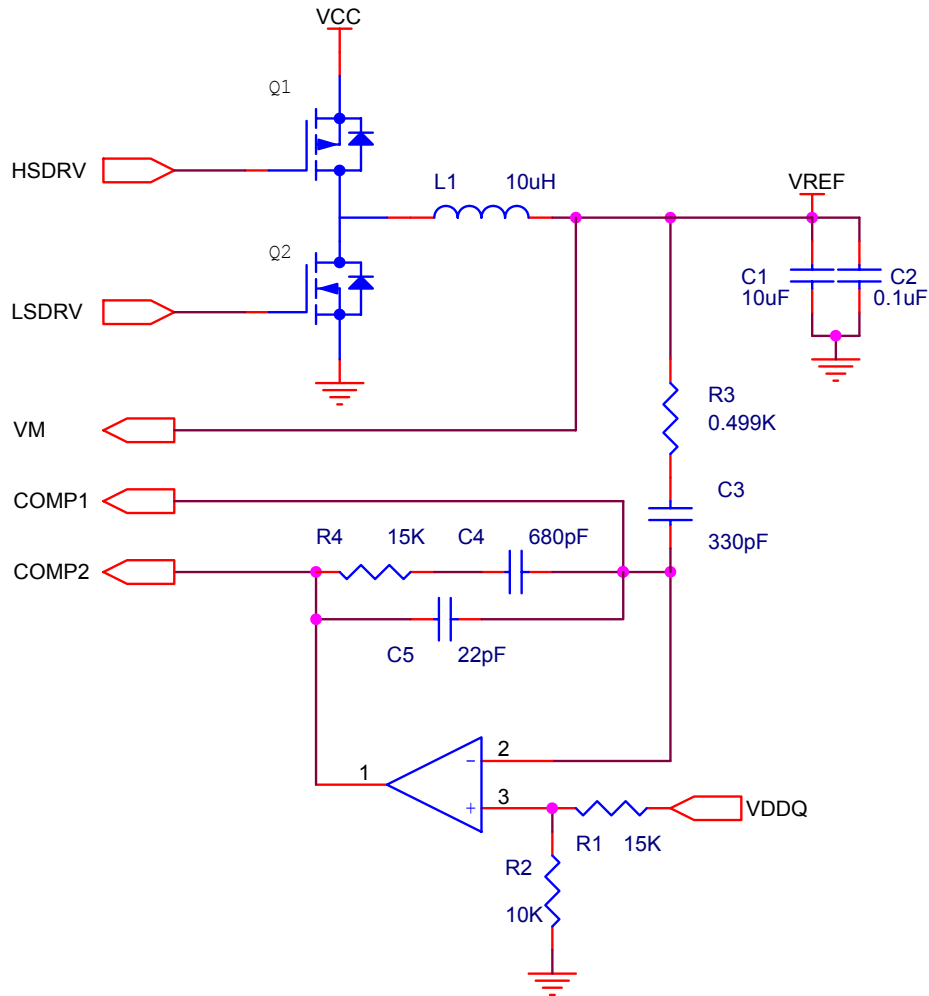 VCC
Q1
HSDRV
L1 10uH
VREF
Q2
C1
10uF
C2
0.1uF
LSDRV
R3
0.499K
VM
COMP1
C3
330pF
R4 15K C4 680pF
COMP2
C5 22pF
2
-
1
3
+
VDDQ
R1 15K
R2
10K